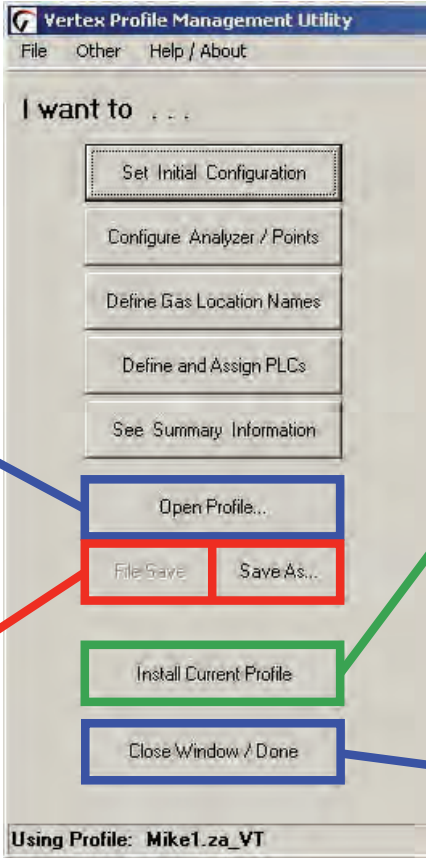 Vertex Profile Management Utility
File Other Help / About
I want to . . .
Set Initial Configuration
Configure Analyzer / Points
Define Gas Location Names
Define and Assign PLCs
See Summary Information
Open Profile...
File Save Save As...
Install Current Profile
Close Window / Done
Using Profile: Mike1.za_VT